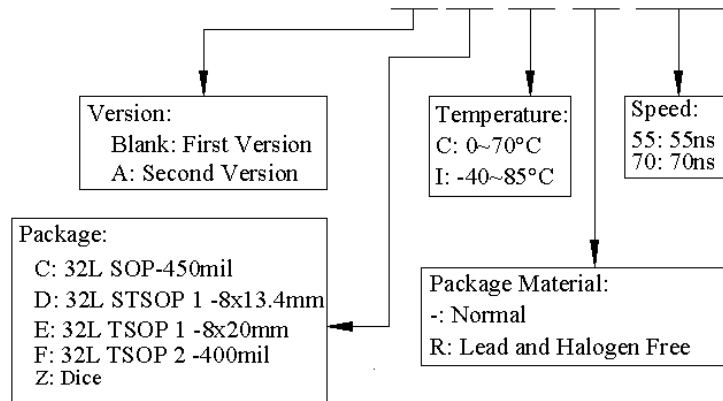 Version:
Blank: First Version
A: Second Version
Temperature:
C: 0~70°C
I: -40~85°C
Speed:
55: 55ns
70: 70ns
Package:
C: 32L SOP-450mil
D: 32L STSOP 1 -8x13.4mm
E: 32L TSOP 1 -8x20mm
F: 32L TSOP 2 -400mil
Z: Dice
Package Material:
-: Normal
R: Lead and Halogen Free